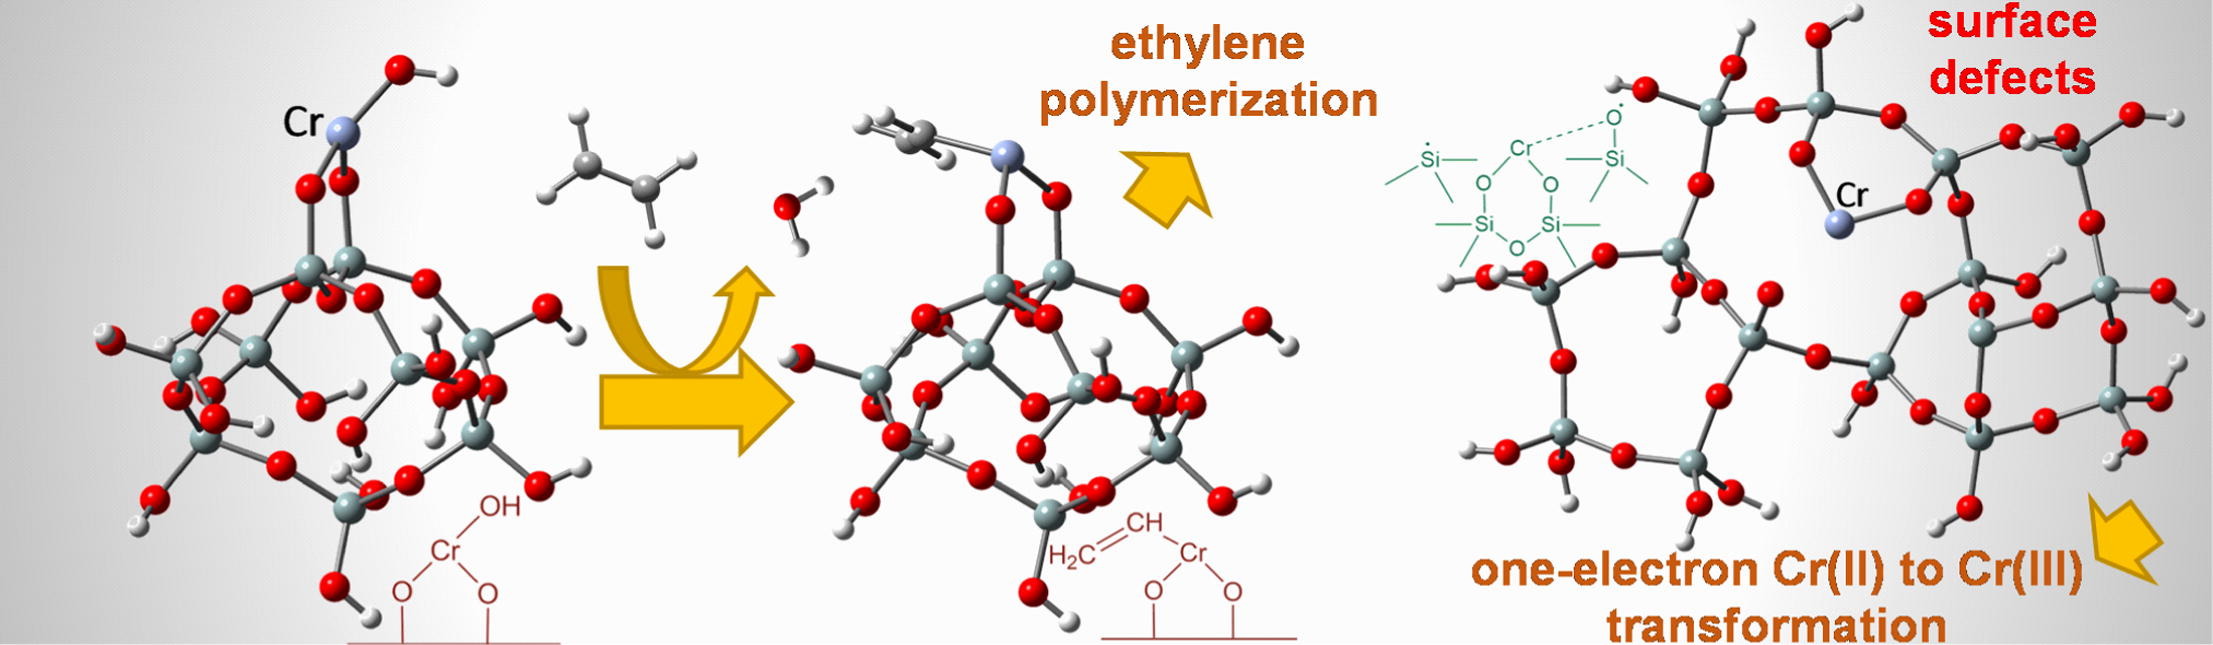 Cr
OH
Cr
O O
ethylene
polymerization
CH
H₂C Cr
O O
surface
defects
Cr
O
Cr
Si Si
O O
Si Si
O
one-electron Cr(II) to Cr(III)
transformation